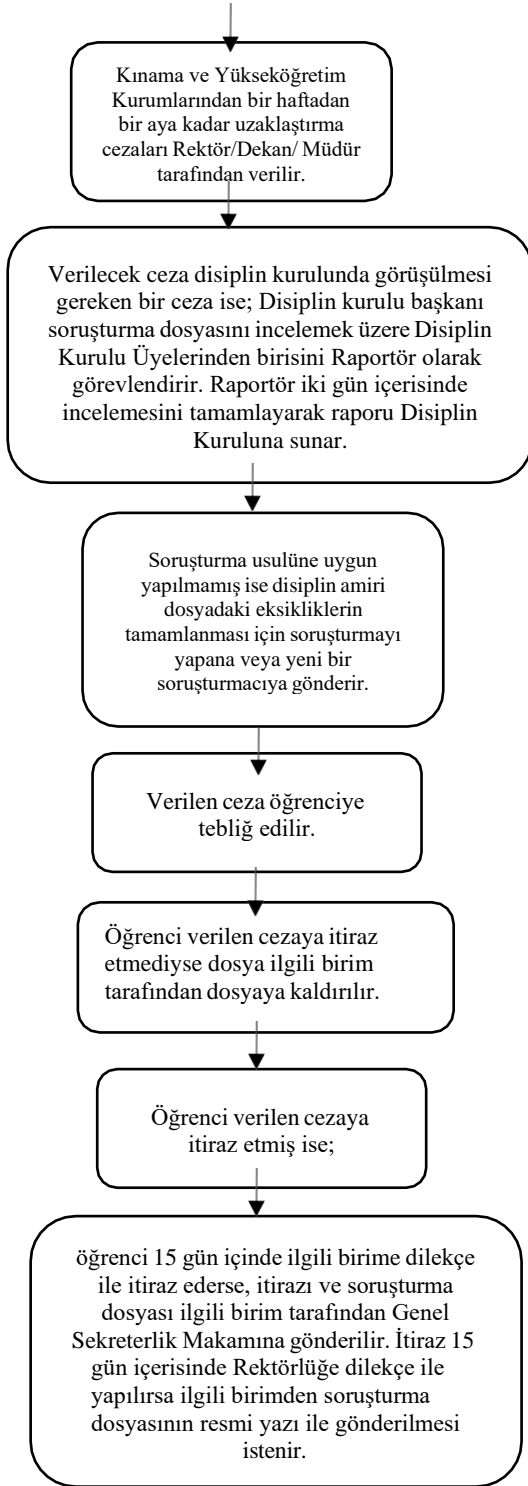 Kınama ve Yükseköğretim
Kurumlarından bir haftadan
bir aya kadar uzaklaştırma
cezaları Rektör/Dekan/ Müdür
tarafından verilir.
Verilecek ceza disiplin kurulunda görüşülmesi
gereken bir ceza ise; Disiplin kurulu başkanı
soruşturma dosyasını incelemek üzere Disiplin
Kurulu Üyelerinden birisini Raportör olarak
görevlendirir. Raportör iki gün içerisinde
incelemesini tamamlayarak raporu Disiplin
Kuruluna sunar.
Soruşturma usulüne uygun
yapılmamış ise disiplin amiri
dosyadaki eksikliklerin
tamamlanması için soruşturmayı
yapana veya yeni bir
soruşturmacıya gönderir.
Verilen ceza öğrenciye
tebliğ edilir.
Öğrenci verilen cezaya itiraz
etmediyse dosya ilgili birim
tarafından dosyaya kaldırılır.
Öğrenci verilen cezaya
itiraz etmiş ise;
öğrenci 15 gün içinde ilgili birime dilekçe
ile itiraz ederse, itirazı ve soruşturma
dosyası ilgili birim tarafından Genel
Sekreterlik Makamına gönderilir. İtiraz 15
gün içerisinde Rektörlüğe dilekçe ile
yapılırsa ilgili birimden soruşturma
dosyasının resmi yazı ile gönderilmesi
istenir.